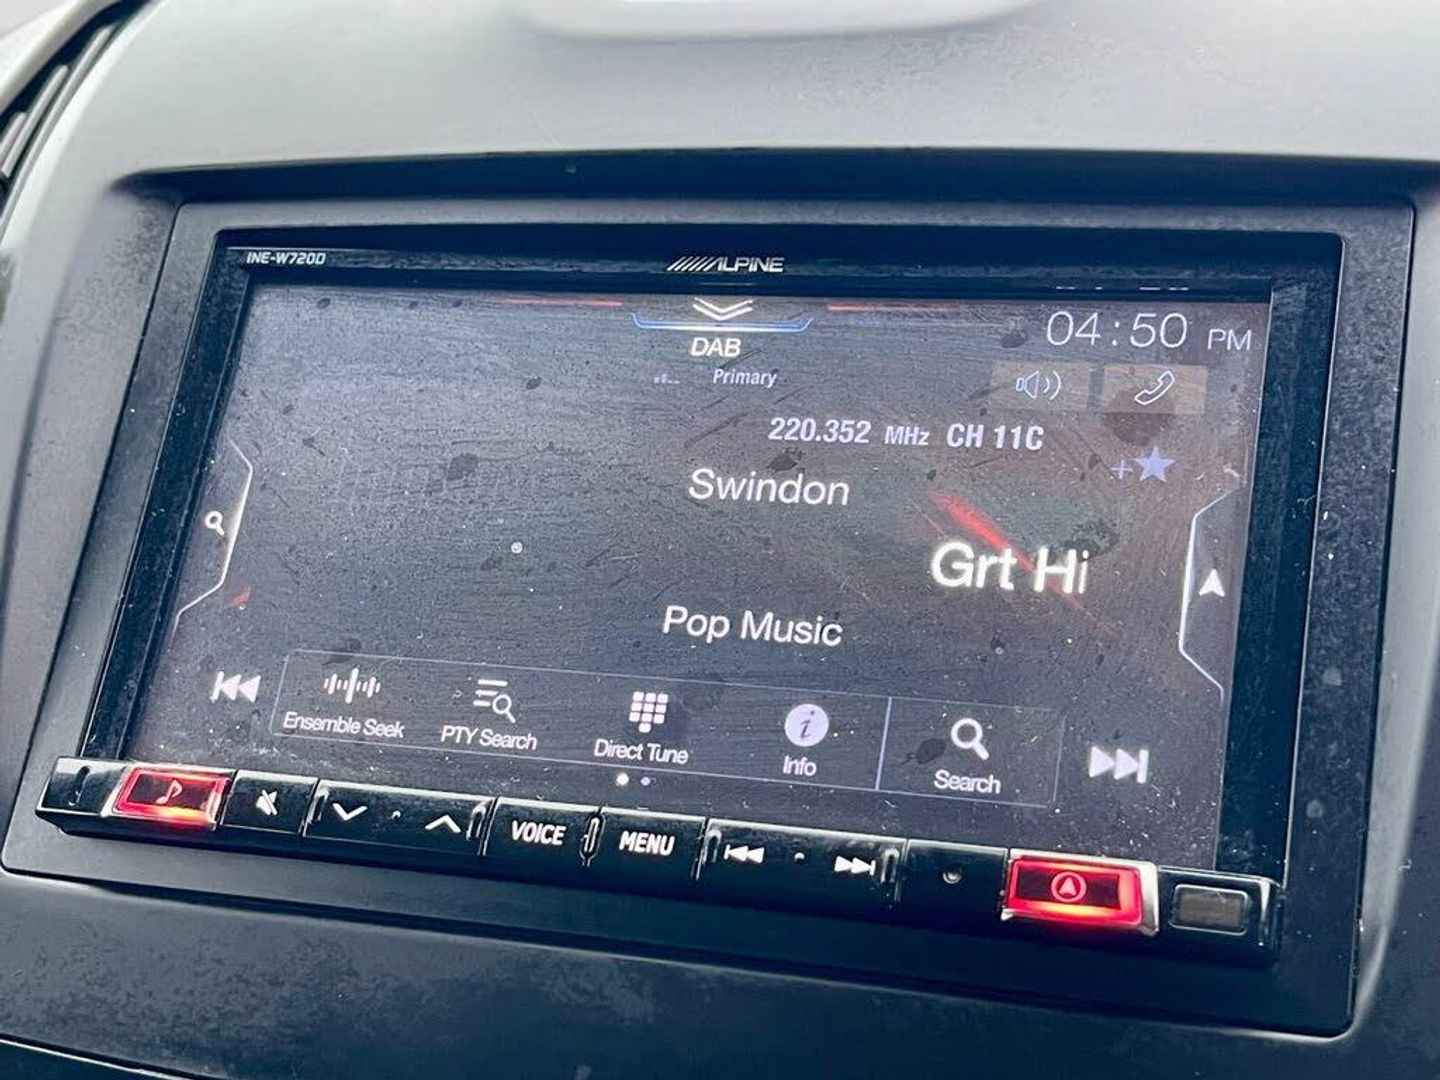 INE-W720D
ALPINE
04:50 PM
DAB
Primary
220.352 MHz CH 11C
Swindon
Grt Hi
Pop Music
Ensemble Seek
PTY Search
Direct Tune
Info
Search
VOICE
MENU